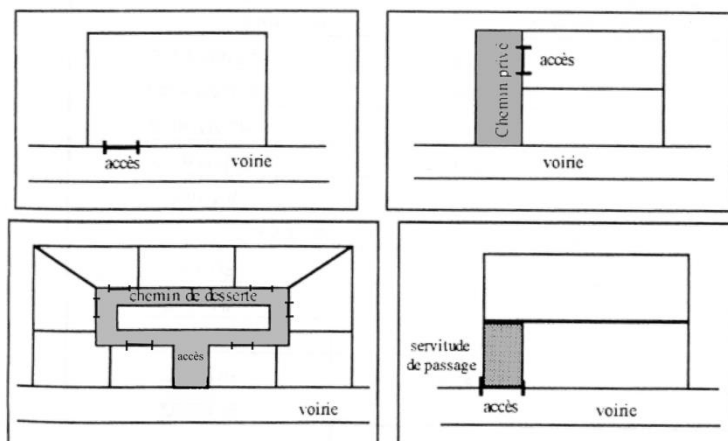 accès
voirie
Chemin privé
accès
voirie
chemin de desserte
accès
voirie
servitude
de passage
accès
voirie